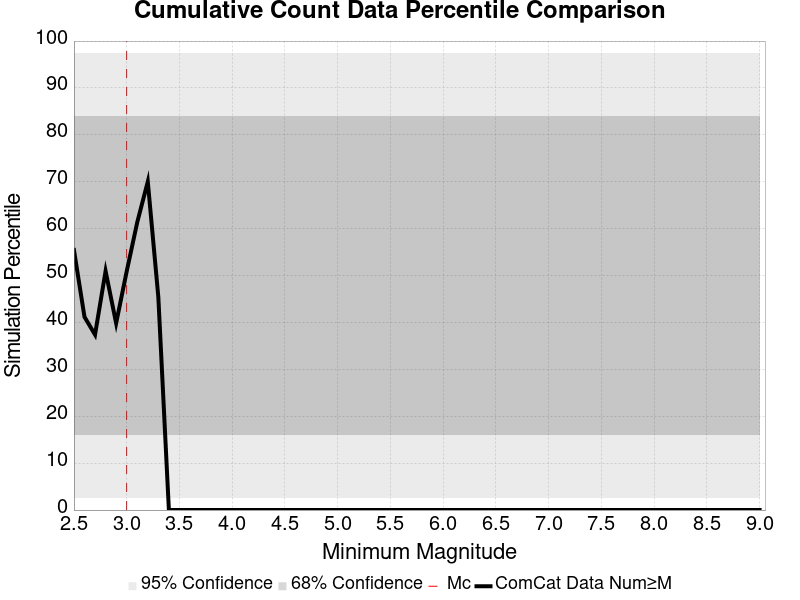 Cumulative Count Data Percentile Comparison
100
90
80
70
60
50
40
30
20
10
0
Simulation Percentile
2.5 3.0 3.5 4.0 4.5 5.0 5.5 6.0 6.5 7.0 7.5 8.0 8.5 9.0
Minimum Magnitude
95% Confidence 68% Confidence Mc ComCat Data Num≥M